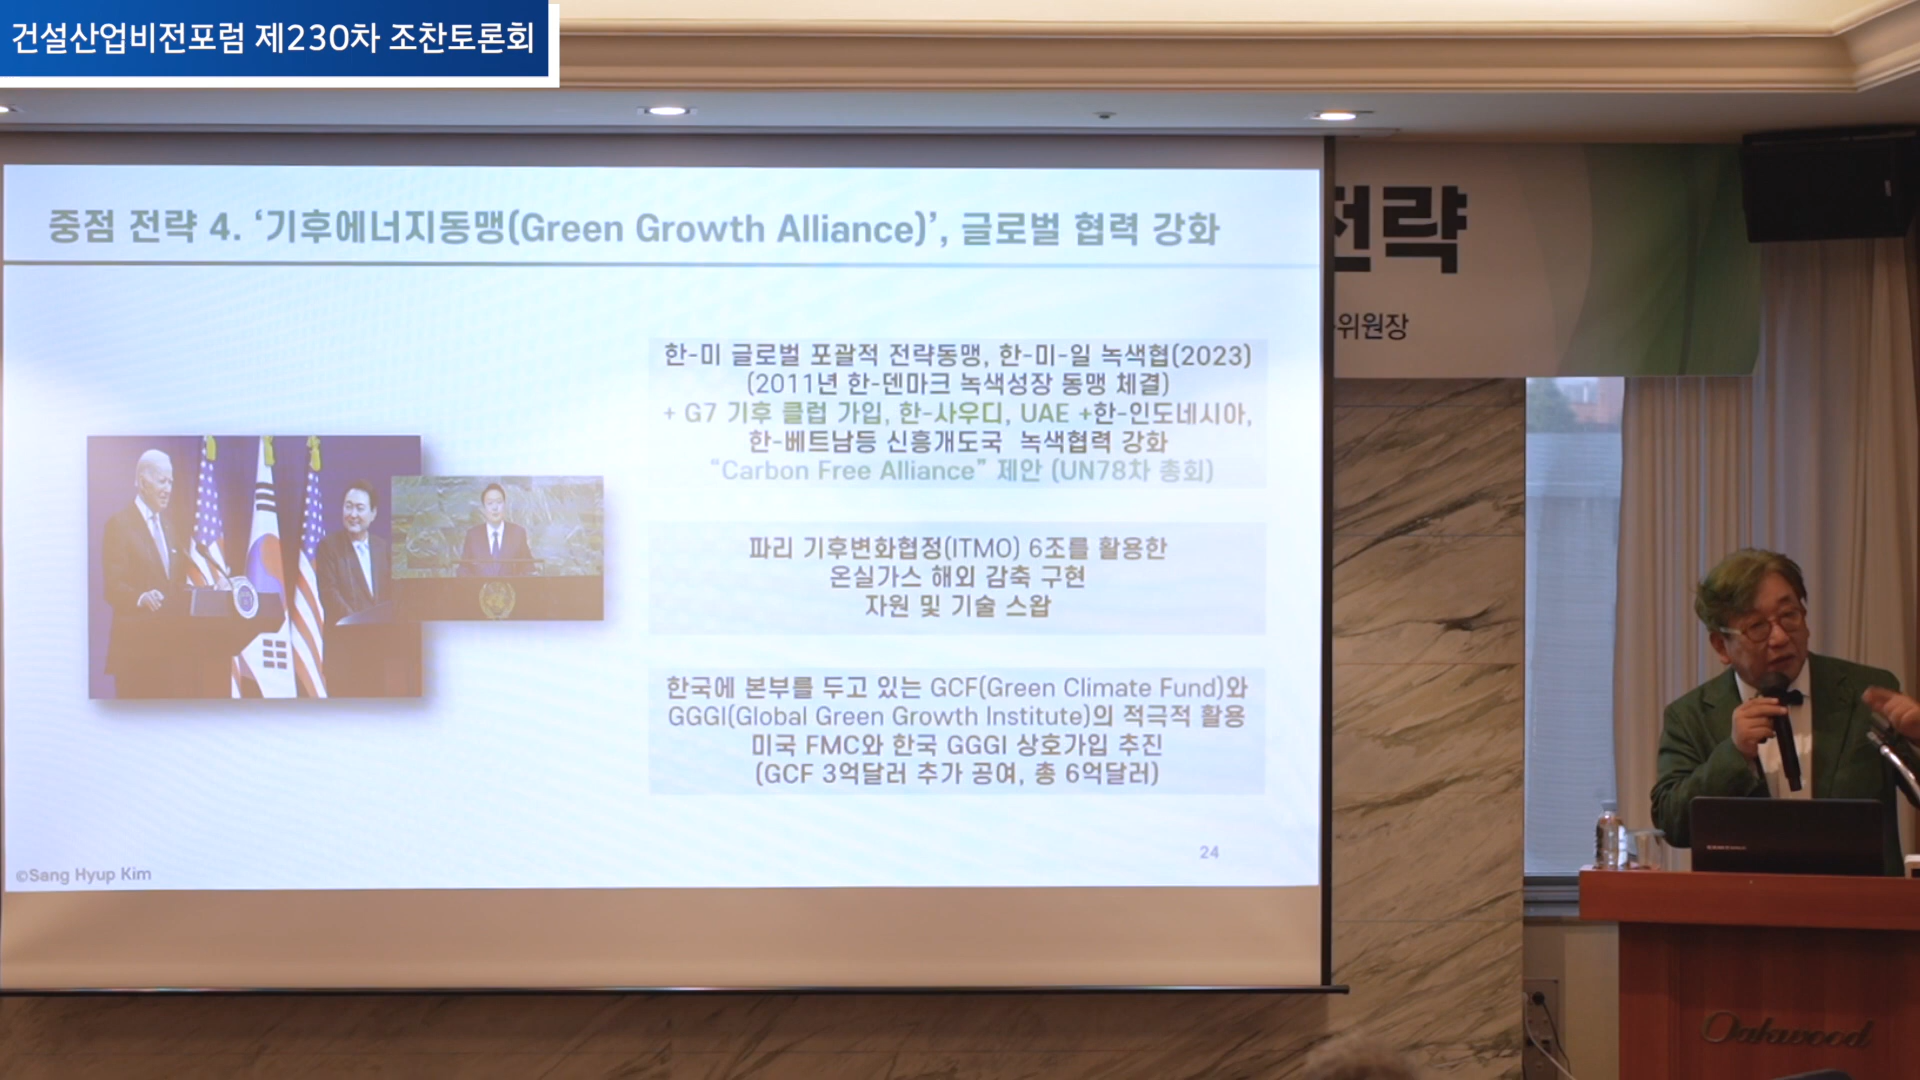 건설산업비전포럼 제230차 조찬토론회
중점 전략 4. ‘기후에너지동맹(Green Growth Alliance)’, 글로벌 협력 강화
한-미 글로벌 포괄적 전략동맹, 한-미-일 녹색협(2023)
(2011년 한-덴마크 녹색성장 동맹 체결)
+ G7 기후 클럽 가입, 한-사우디, UAE +한-인도네시아,
한-베트남등 신흥개도국 녹색협력 강화
“Carbon Free Alliance” 제안 (UN78차 총회)
파리 기후변화협정(ITMO) 6조를 활용한
온실가스 해외 감축 구현
자원 및 기술 스왑
한국에 본부를 두고 있는 GCF(Green Climate Fund)와
GGGI(Global Green Growth Institute)의 적극적 활용
미국 FMC와 한국 GGGI 상호가입 추진
(GCF 3억달러 추가 공여, 총 6억달러)
24
©Sang Hyup Kim
전략
위원장
Oakwood